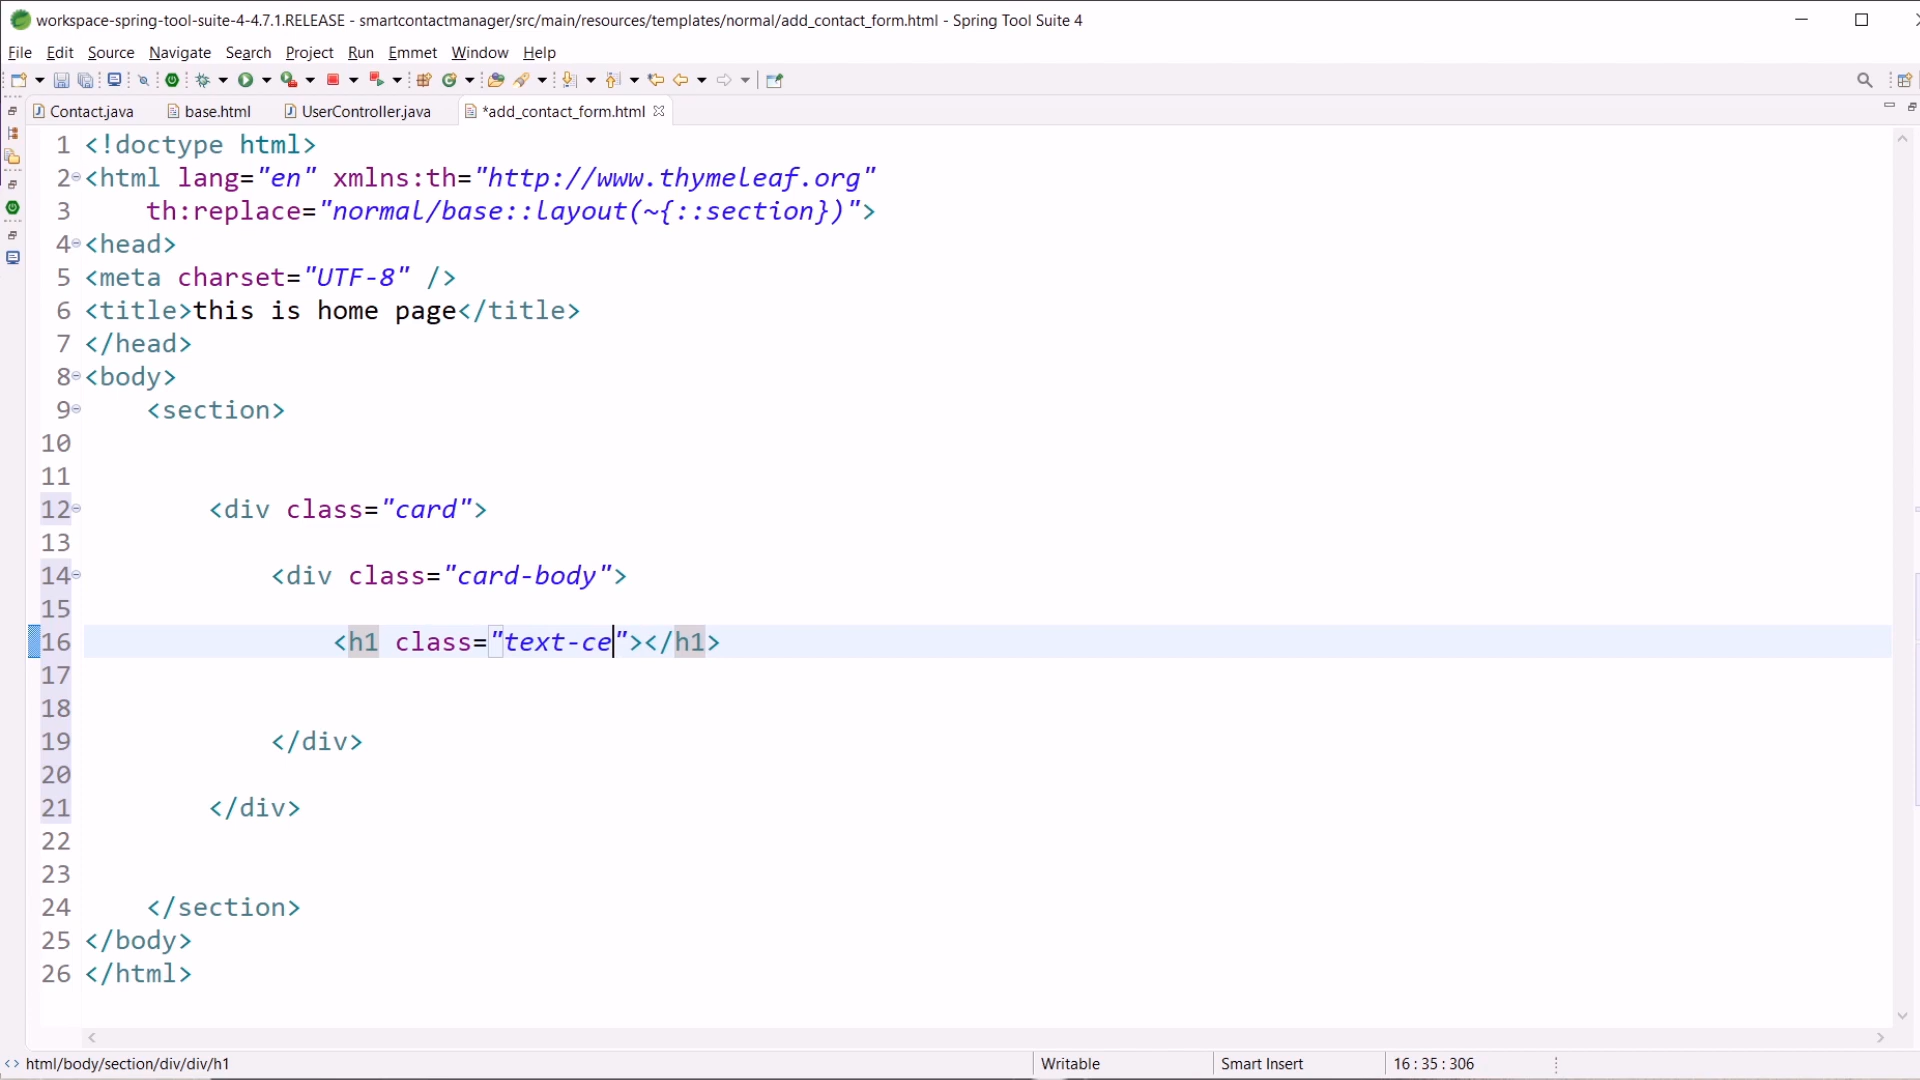 workspace-spring-tool-suite-4-4.7.1.RELEASE - smartcontactmanager/src/main/resources/templates/normal/add_contact_form.html - Spring Tool Suite 4
File Edit Source Navigate Search Project Run Emmet Window Help
Contact.java base.html UserController.java *add_contact_form.html
1 <!doctype html>
2 <html lang="en" xmlns:th="http://www.thymeleaf.org"
3 th:replace="normal/base::layout(~{::section})">
4 <head>
5 <meta charset="UTF-8" />
6 <title>this is home page</title>
7 </head>
8 <body>
9 <section>
10
11
12 <div class="card">
13
14 <div class="card-body">
15
16 <h1 class="text-ce"></h1>
17
18
19 </div>
20
21 </div>
22
23
24 </section>
25 </body>
26 </html>
html/body/section/div/div/h1 Writable Smart Insert 16 : 35 : 306